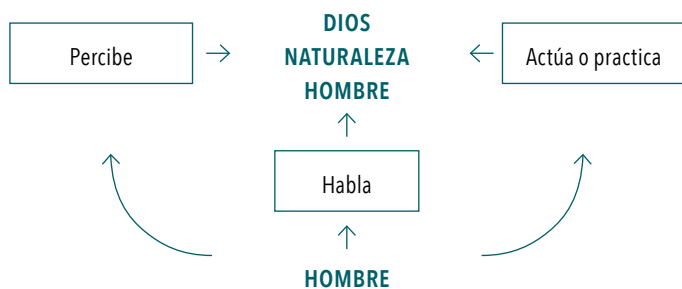 DIOS
Percibe
NATURALEZA
Actúa o practica
HOMBRE
Habla
HOMBRE